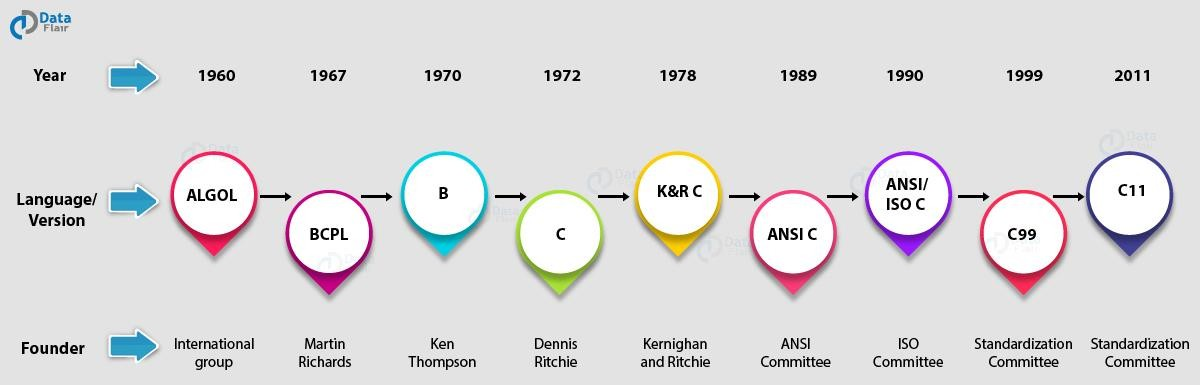 Data
Flair
Year
1960
1967
1970
1972
1978
1989
1990
1999
2011
Language/
Version
ALGOL
BCPL
B
C
K&R C
ANSI C
ANSI/
ISO C
C99
C11
Founder
International
group
Martin
Richards
Ken
Thompson
Dennis
Ritchie
Kernighan
and Ritchie
ANSI
Committee
ISO
Committee
Standardization
Committee
Standardization
Committee